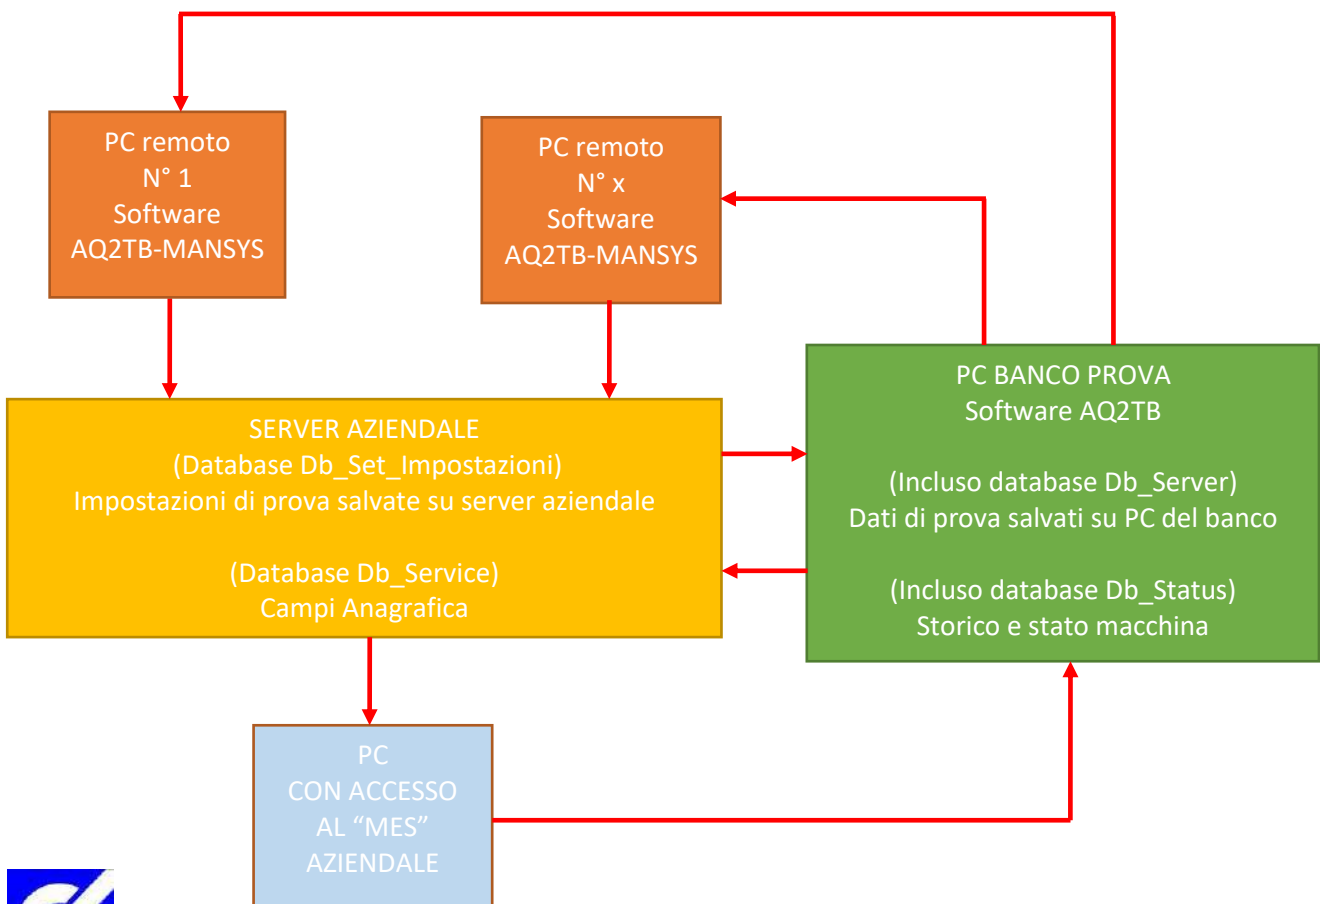 PC remoto
N° 1
Software
AQ2TB-MANSYS
PC remoto
N° x
Software
AQ2TB-MANSYS
PC BANCO PROVA
Software AQ2TB
(Incluso database Db_Server)
Dati di prova salvati su PC del banco
(Incluso database Db_Status)
Storico e stato macchina
SERVER AZIENDALE
(Database Db_Set_Impostazioni)
Impostazioni di prova salvate su server aziendale
(Database Db_Service)
Campi Anagrafica
PC
CON ACCESSO
AL “MES”
AZIENDALE